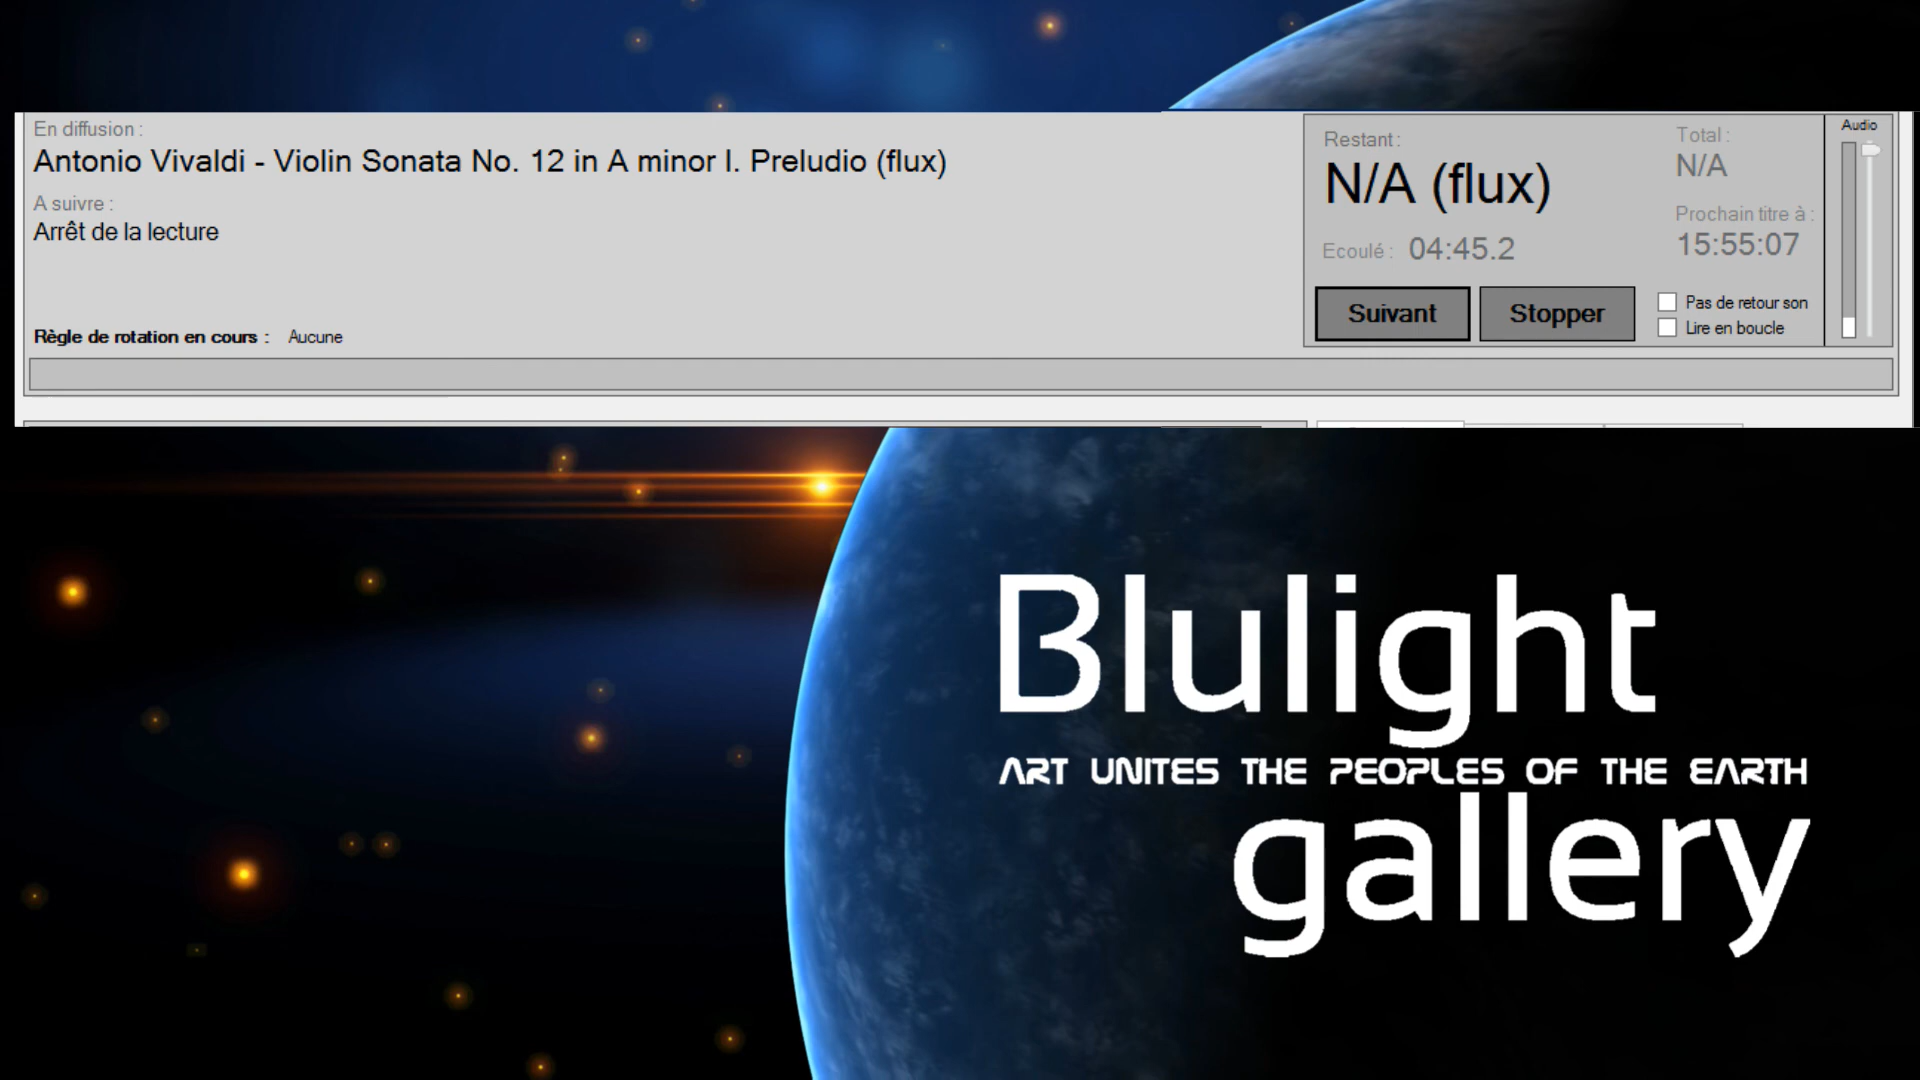 En diffusion :
Antonio Vivaldi - Violin Sonata No. 12 in A minor I. Preludio (flux)
A suivre :
Arrêt de la lecture
Règle de rotation en cours : Aucune
Restant :
N/A (flux)
Ecoulé : 04:45.2
Total :
N/A
Prochain titre à :
15:55:07
Suivant
Stopper
Pas de retour son
Lire en boucle
Audio
Blulight
ART UNITES THE PEOPLES OF THE EARTH
gallery